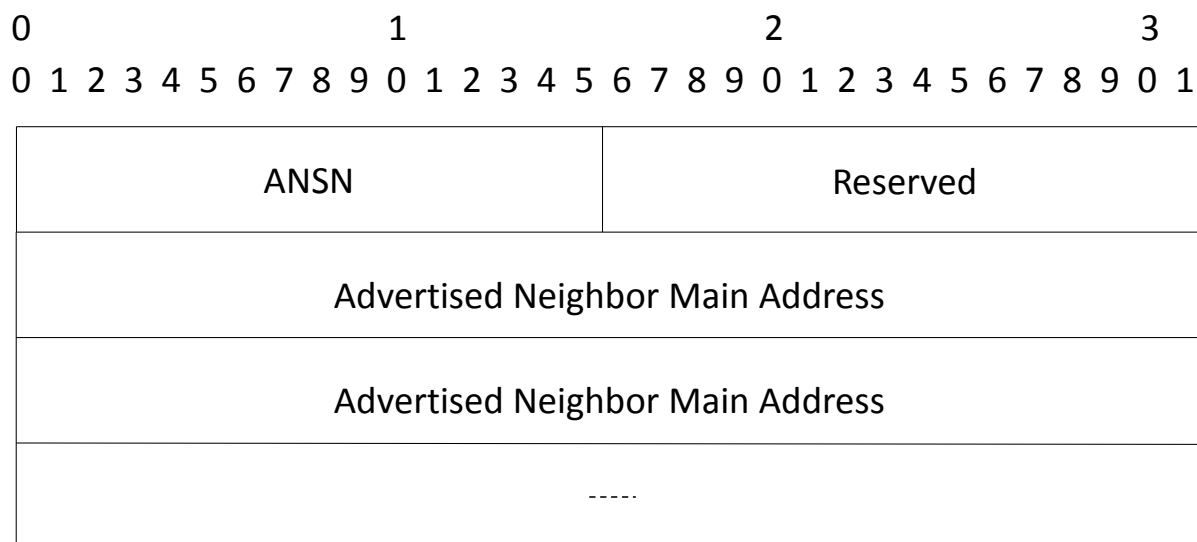 0 1 2 3
0 1 2 3 4 5 6 7 8 9 0 1 2 3 4 5 6 7 8 9 0 1 2 3 4 5 6 7 8 9 0 1
ANSN Reserved
Advertised Neighbor Main Address
Advertised Neighbor Main Address
-----